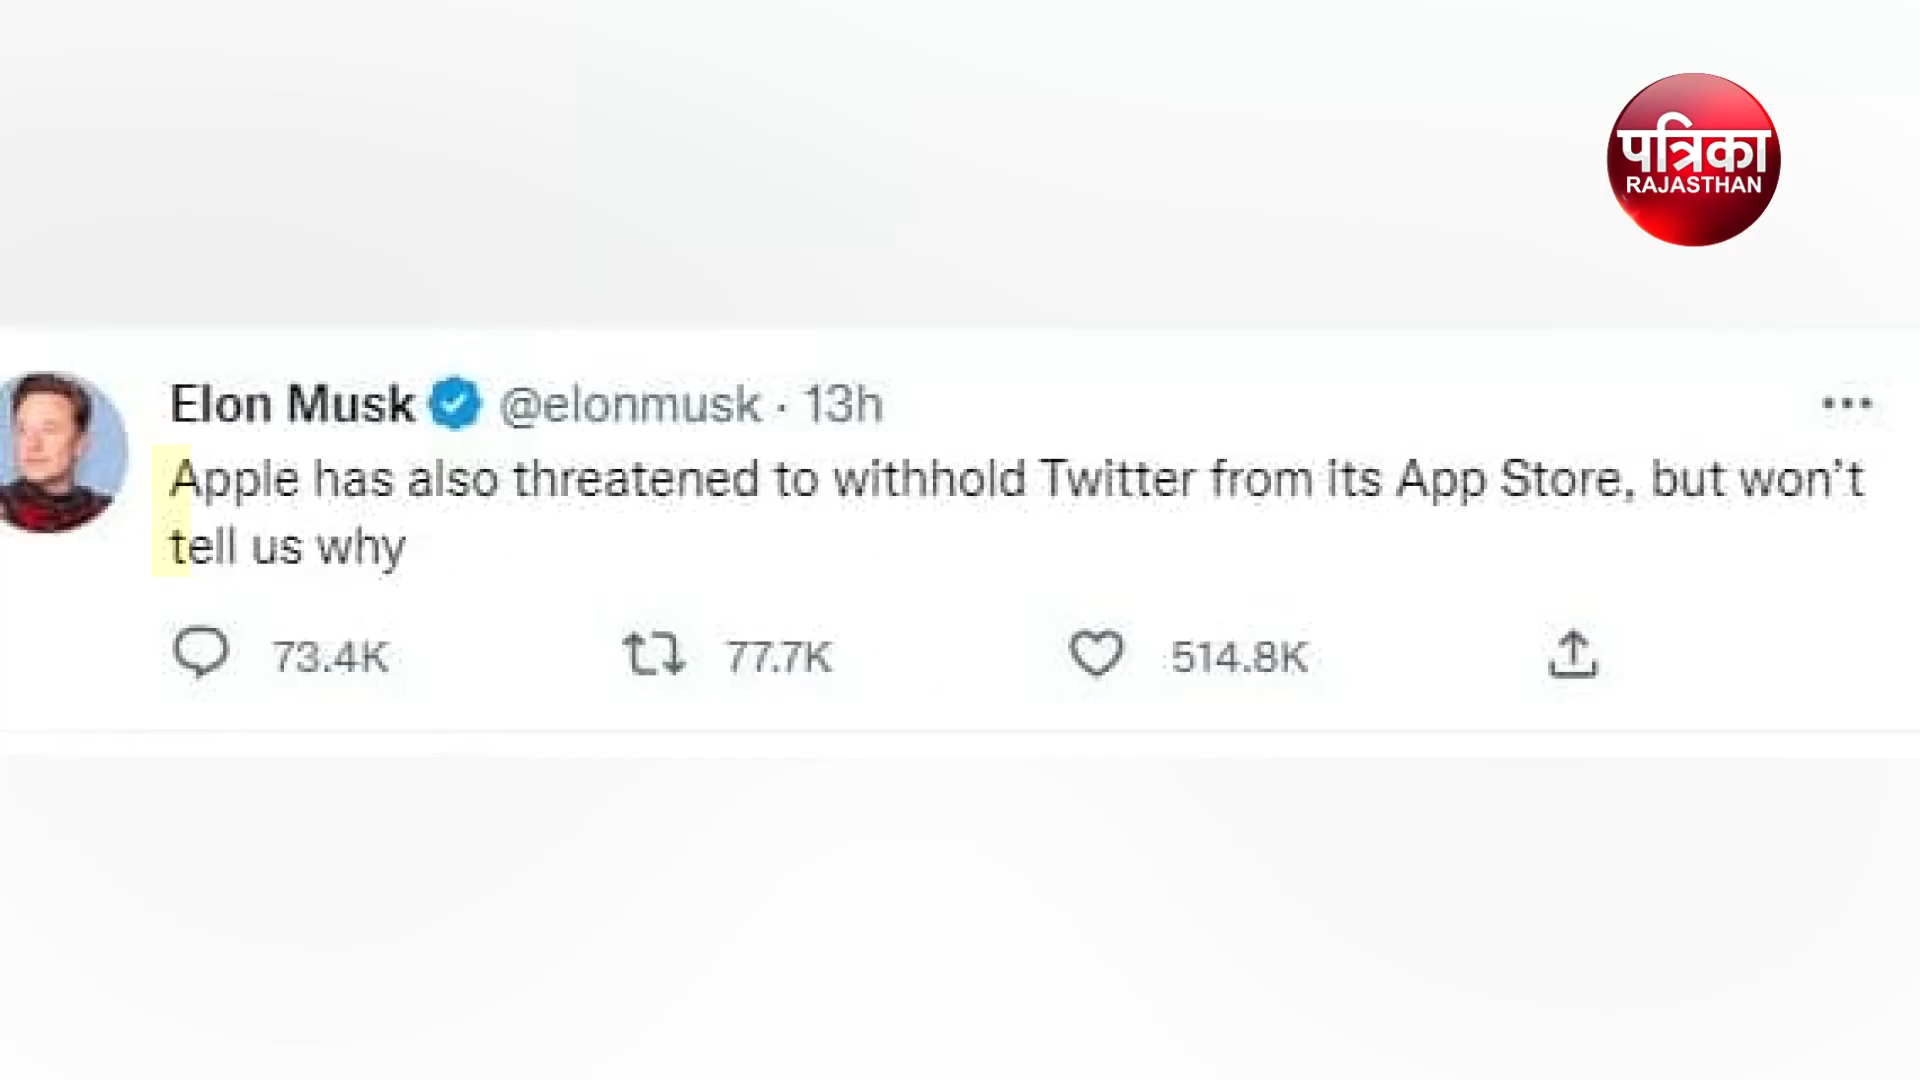 पत्रिका
RAJASTHAN
Elon Musk @elonmusk · 13h
Apple has also threatened to withhold Twitter from its App Store, but won't
tell us why
73.4K 77.7K 514.8K